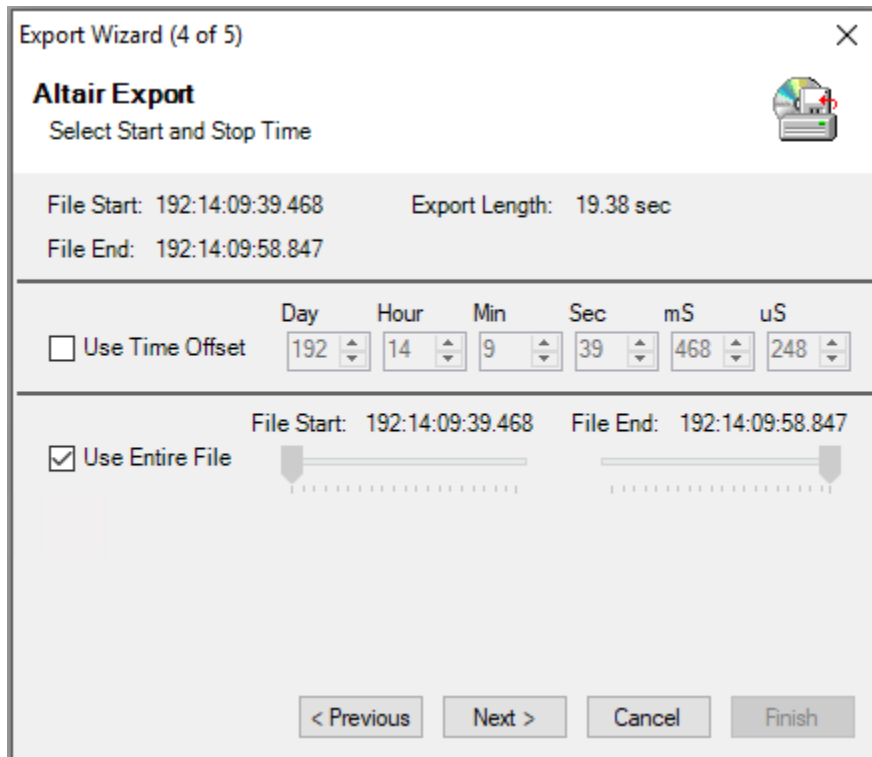 Export Wizard (4 of 5)
Altair Export
Select Start and Stop Time
File Start: 192:14:09:39.468 Export Length: 19.38 sec
File End: 192:14:09:58.847
Day Hour Min Sec mS uS
Use Time Offset 192 14 9 39 468 248
File Start: 192:14:09:39.468 File End: 192:14:09:58.847
Use Entire File
< Previous Next > Cancel Finish